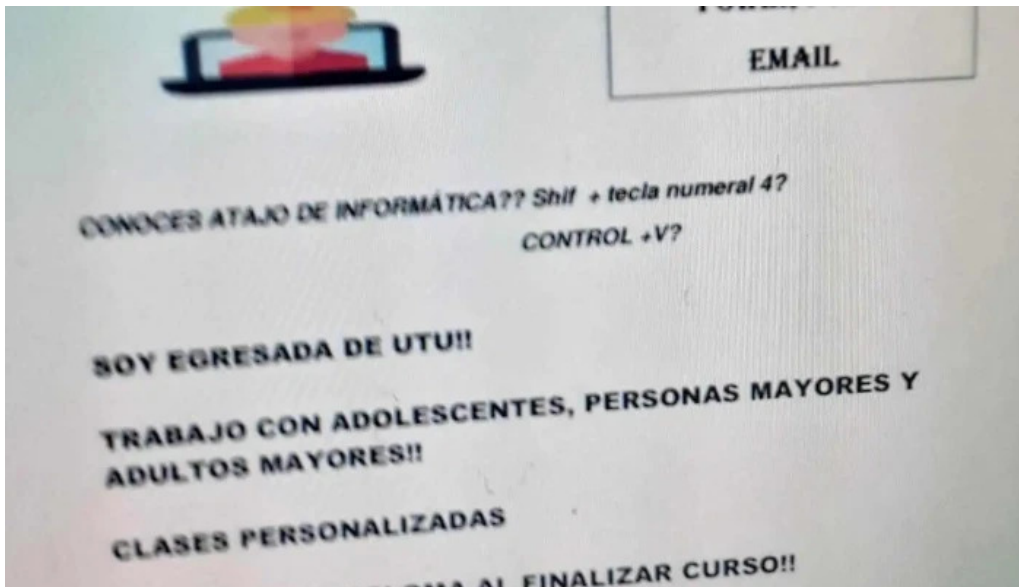 EMAIL
CONOCES ATAJO DE INFORMÁTICA?? Shif + tecla numeral 4?
CONTROL +V?
SOY EGRESADA DE UTU!!
TRABAJO CON ADOLESCENTES, PERSONAS MAYORES Y
ADULTOS MAYORES!!
CLASES PERSONALIZADAS
AL FINALIZAR CURSO!!